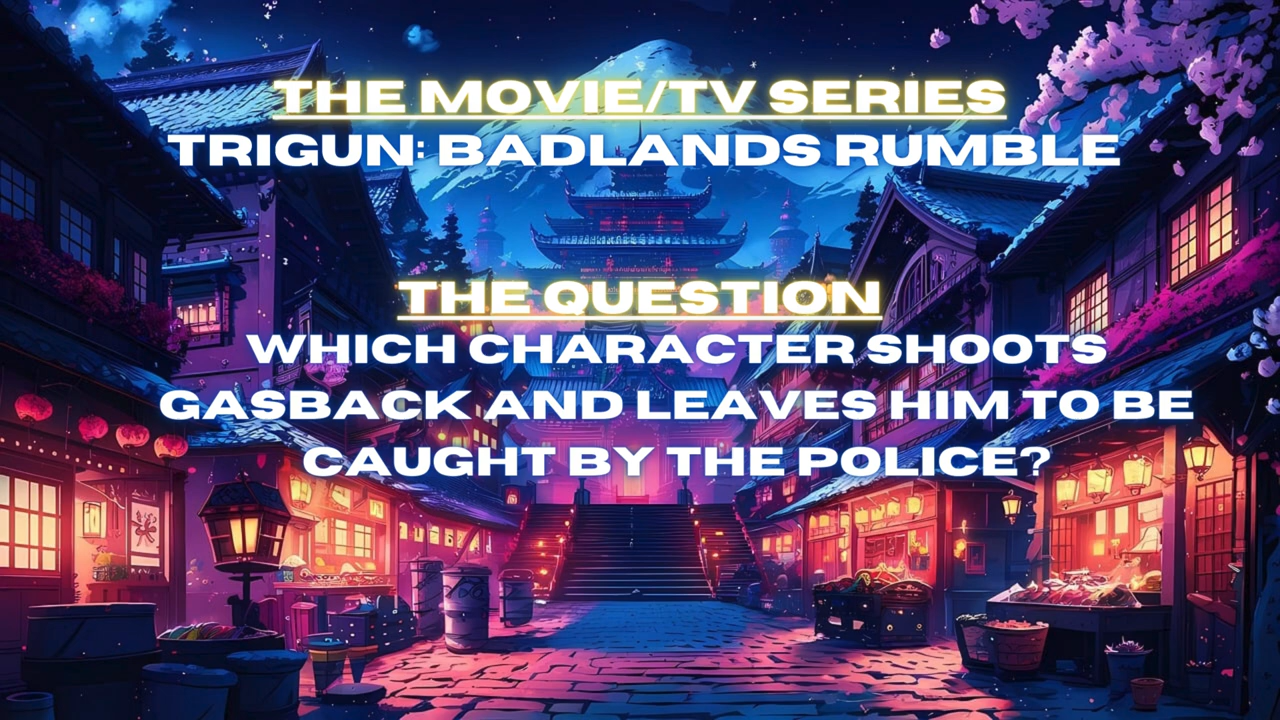 THE MOVIE/TV SERIES
TRIGUN: BADLANDS RUMBLE
THE QUESTION
WHICH CHARACTER SHOOTS
GASBACK AND LEAVES HIM TO BE
CAUGHT BY THE POLICE?